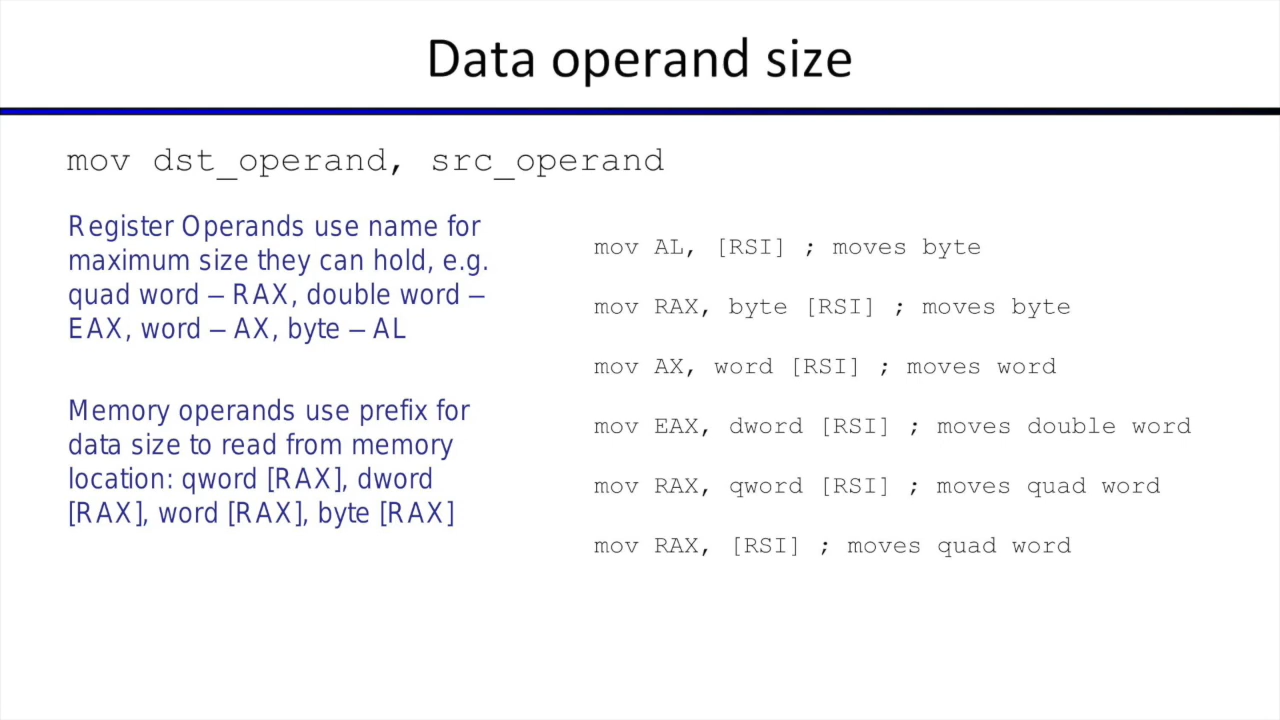 Data operand size
mov dst_operand, src_operand
Register Operands use name for
maximum size they can hold, e.g.
quad word – RAX, double word –
EAX, word – AX, byte – AL
Memory operands use prefix for
data size to read from memory
location: qword [RAX], dword
[RAX], word [RAX], byte [RAX]
mov AL, [RSI] ; moves byte
mov RAX, byte [RSI] ; moves byte
mov AX, word [RSI] ; moves word
mov EAX, dword [RSI] ; moves double word
mov RAX, qword [RSI] ; moves quad word
mov RAX, [RSI] ; moves quad word